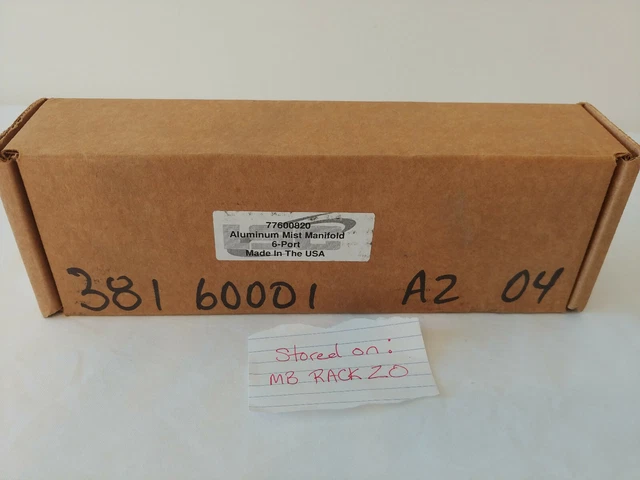 77600820
Aluminum Mist Manifold
6-Port
Made In The USA
381 60001 A2 04
Stored on:
MB RACK 20